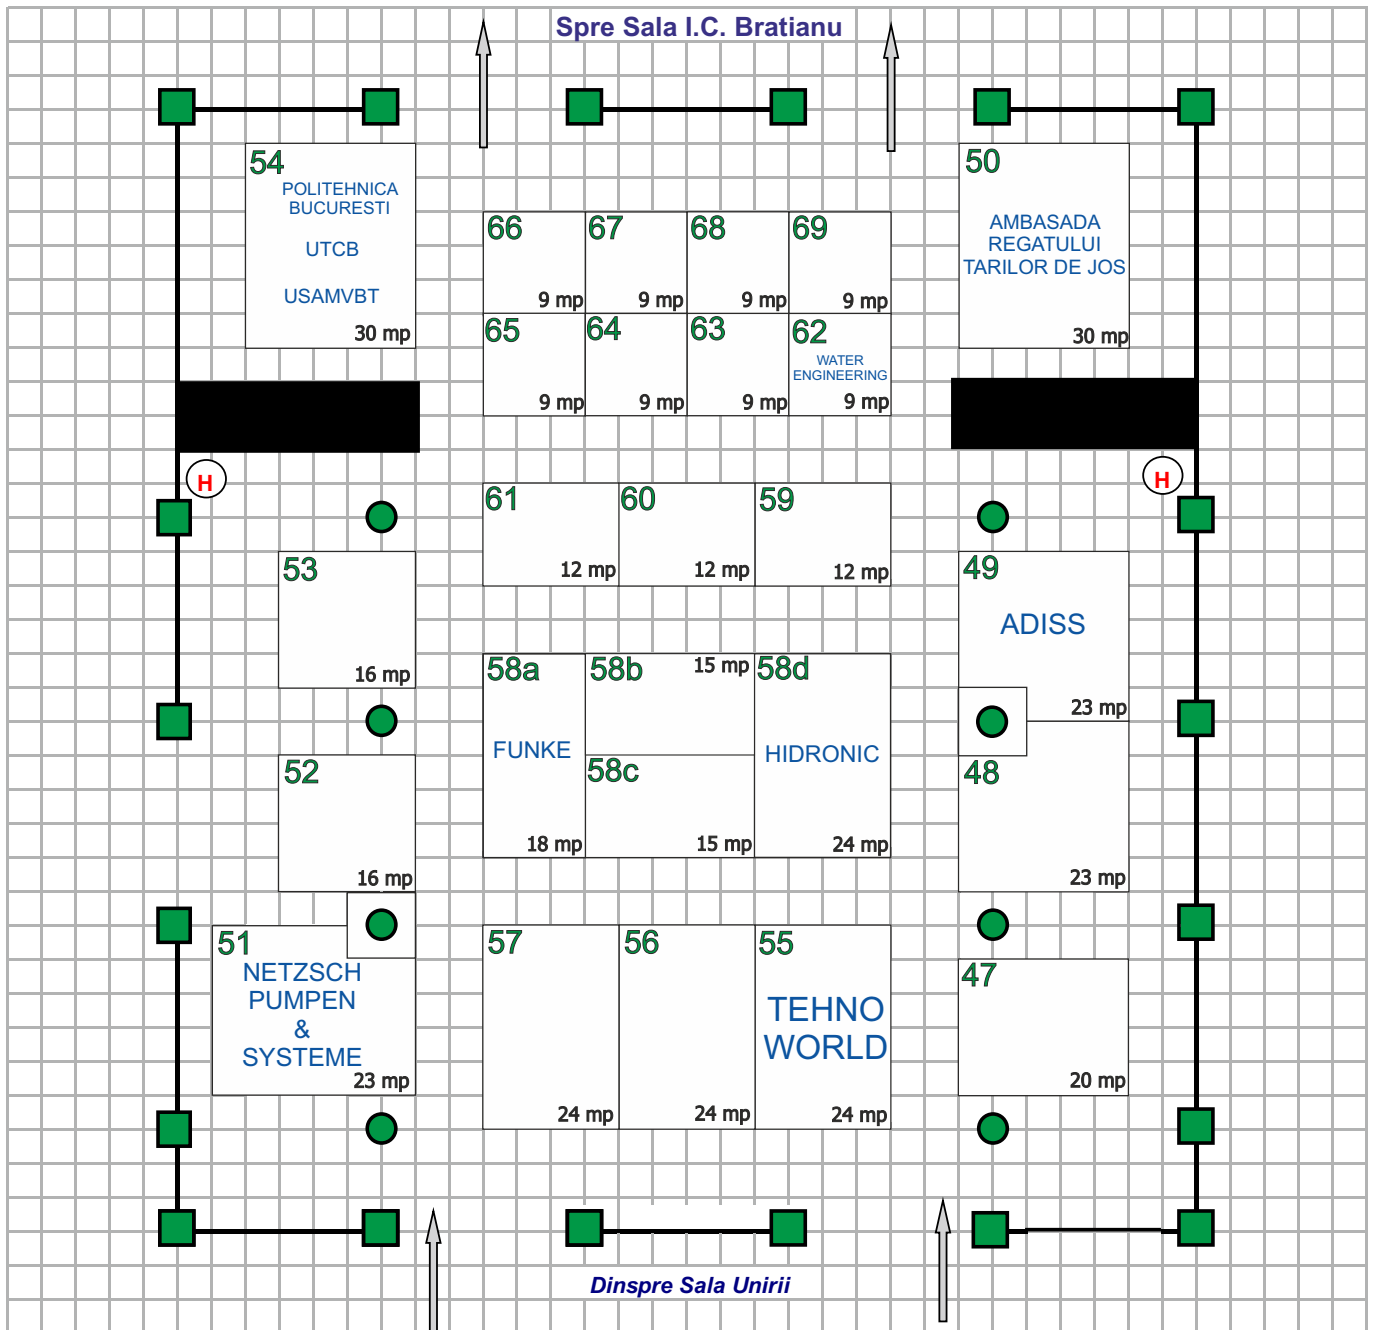 Spre Sala I.C. Bratianu
54
POLITEHNICA
BUCURESTI
UTCB
USAMVBT
30 mp
50
AMBASADA
REGATULUI
TARILOR DE JOS
30 mp
66
9 mp
67
9 mp
68
9 mp
69
9 mp
65
9 mp
64
9 mp
63
9 mp
62
WATER
ENGINEERING
9 mp
H
H
61
12 mp
60
12 mp
59
12 mp
53
16 mp
49
ADISS
23 mp
58a
FUNKE
18 mp
58b
15 mp
58c
15 mp
58d
HIDRONIC
24 mp
52
16 mp
48
23 mp
51
NETZSCH
PUMPEN
&
SYSTEME
23 mp
57
24 mp
56
24 mp
55
TEHNO
WORLD
24 mp
47
20 mp
Dinspre Sala Unirii